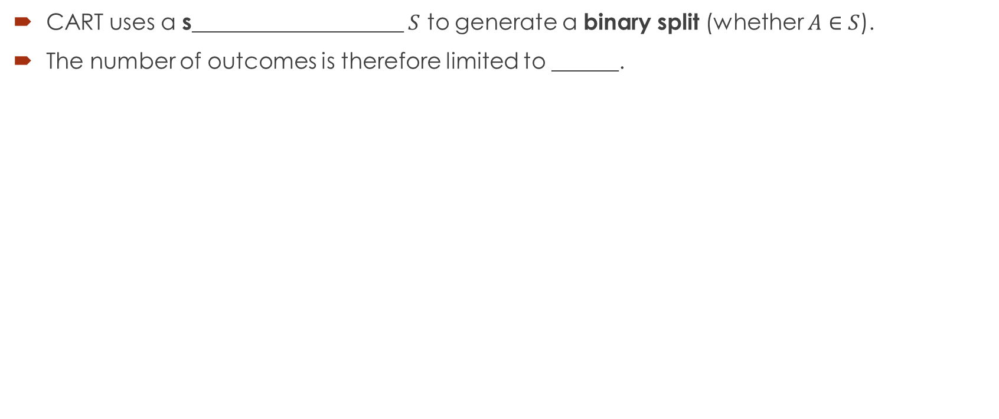 CART uses a s__________________ S to generate a binary split (whether A ∈ S).
The number of outcomes is therefore limited to ______.